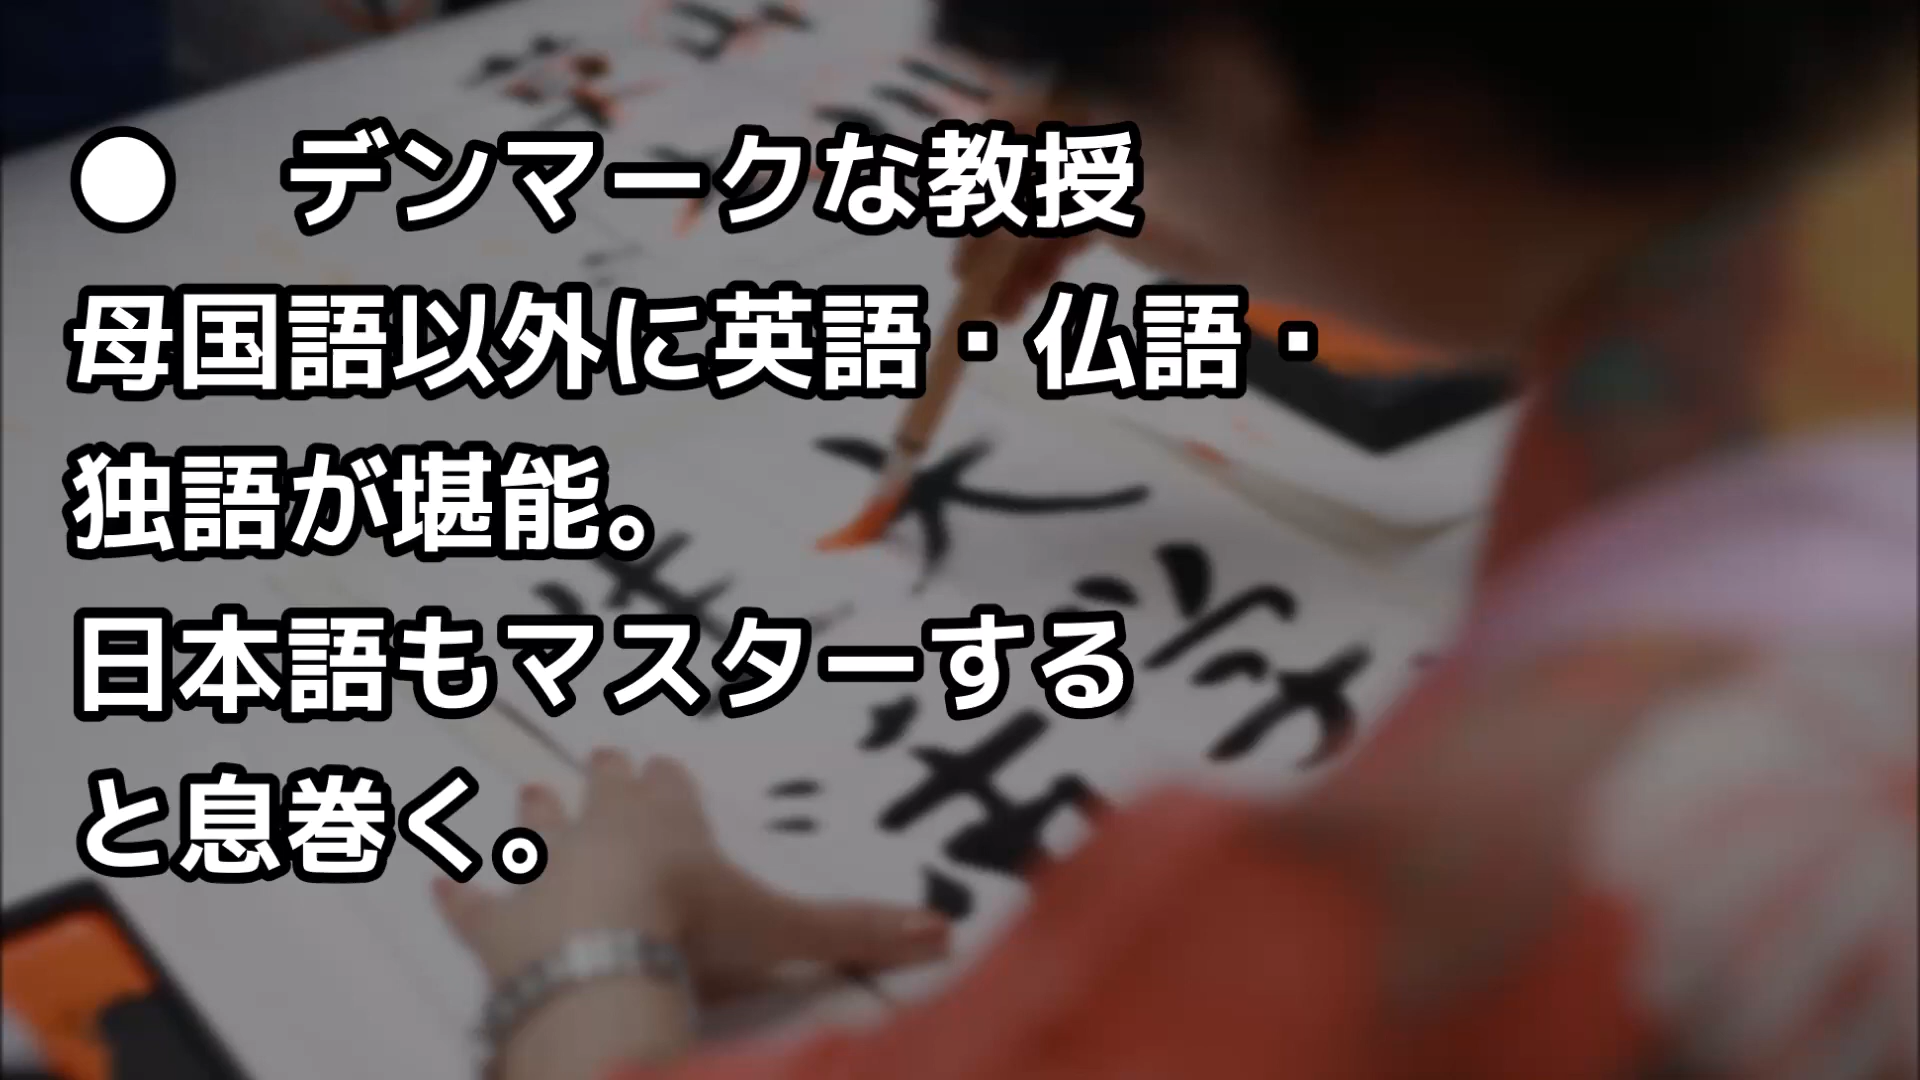 ●　デンマークな教授
母国語以外に英語・仏語・
独語が堪能。
日本語もマスターする
と息巻く。